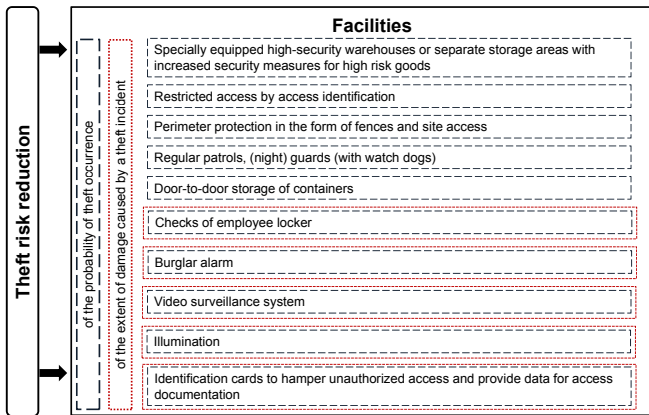 Facilities
Theft risk reduction
of the probability of theft occurrence
of the extent of damage caused by a theft incident
Specially equipped high-security warehouses or separate storage areas with
increased security measures for high risk goods
Restricted access by access identification
Perimeter protection in the form of fences and site access
Regular patrols, (night) guards (with watch dogs)
Door-to-door storage of containers
Checks of employee locker
Burglar alarm
Video surveillance system
Illumination
Identification cards to hamper unauthorized access and provide data for access
documentation